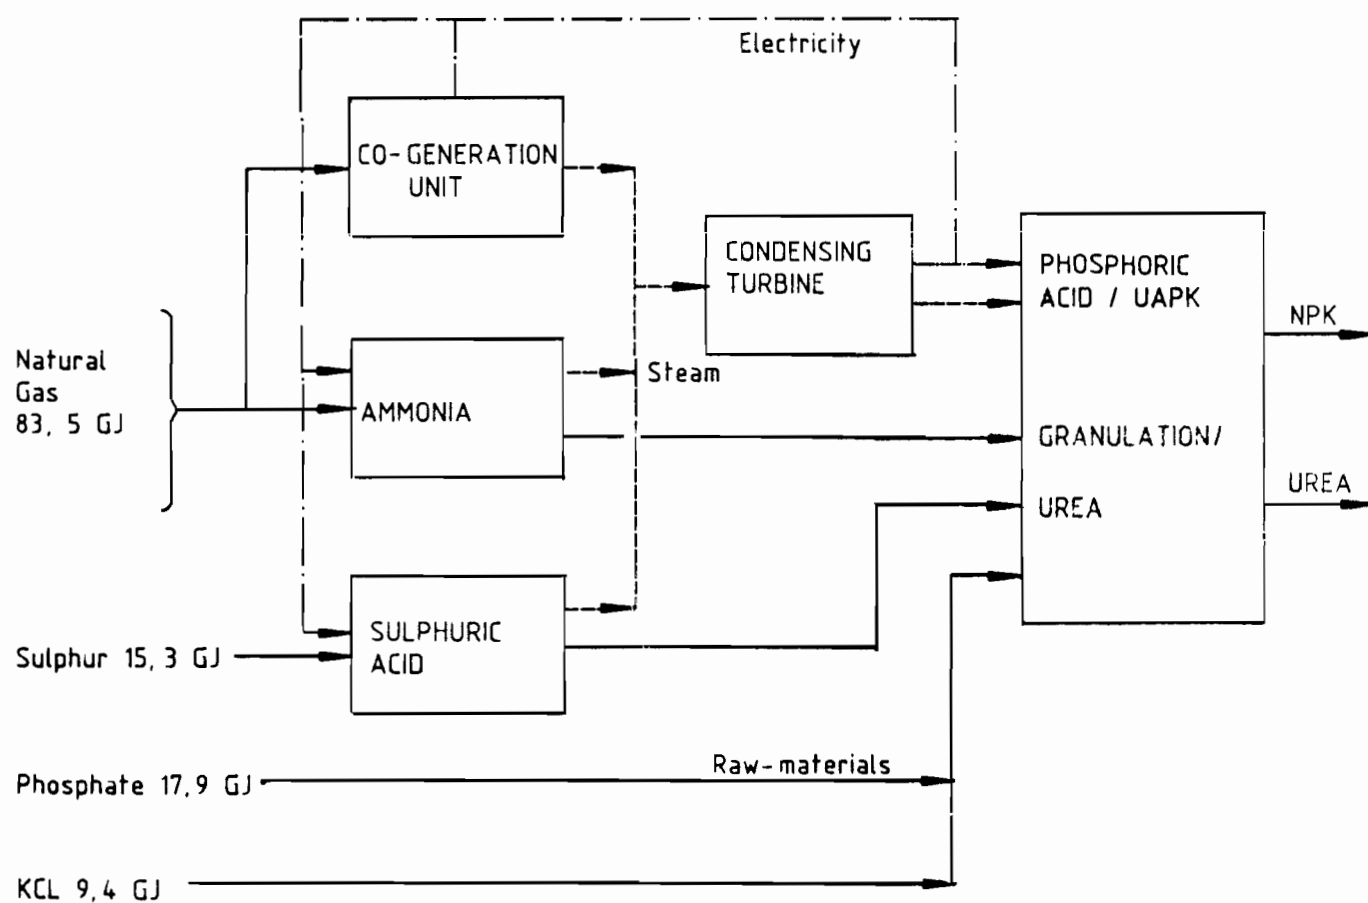 Electricity
CO-GENERATION
UNIT
CONDENSING
TURBINE
PHOSPHORIC
ACID / UAPK
NPK
Natural
Gas
83, 5 GJ
Steam
AMMONIA
GRANULATION/
UREA
UREA
SULPHURIC
ACID
Sulphur 15, 3 GJ
Raw-materials
Phosphate 17,9 GJ
KCL 9,4 GJ